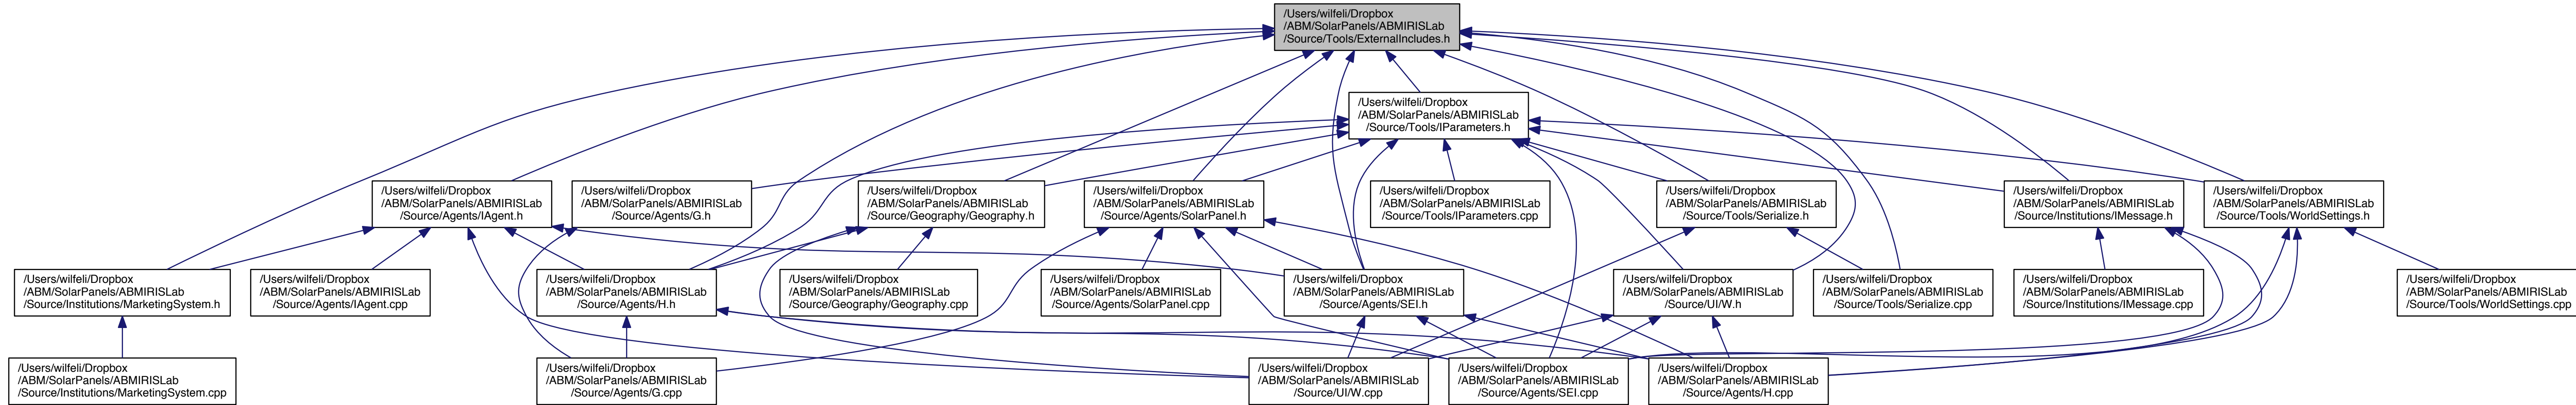 /Users/wilfeli/Dropbox
/ABM/SolarPanels/ABMIRISLab
/Source/Tools/ExternalIncludes.h
/Users/wilfeli/Dropbox
/ABM/SolarPanels/ABMIRISLab
/Source/Tools/IParameters.h
/Users/wilfeli/Dropbox
/ABM/SolarPanels/ABMIRISLab
/Source/Agents/IAgent.h
/Users/wilfeli/Dropbox
/ABM/SolarPanels/ABMIRISLab
/Source/Agents/G.h
/Users/wilfeli/Dropbox
/ABM/SolarPanels/ABMIRISLab
/Source/Geography/Geography.h
/Users/wilfeli/Dropbox
/ABM/SolarPanels/ABMIRISLab
/Source/Agents/SolarPanel.h
/Users/wilfeli/Dropbox
/ABM/SolarPanels/ABMIRISLab
/Source/Tools/IParameters.cpp
/Users/wilfeli/Dropbox
/ABM/SolarPanels/ABMIRISLab
/Source/Tools/Serialize.h
/Users/wilfeli/Dropbox
/ABM/SolarPanels/ABMIRISLab
/Source/Institutions/IMessage.h
/Users/wilfeli/Dropbox
/ABM/SolarPanels/ABMIRISLab
/Source/Tools/WorldSettings.h
/Users/wilfeli/Dropbox
/ABM/SolarPanels/ABMIRISLab
/Source/Institutions/MarketingSystem.h
/Users/wilfeli/Dropbox
/ABM/SolarPanels/ABMIRISLab
/Source/Agents/IAgent.cpp
/Users/wilfeli/Dropbox
/ABM/SolarPanels/ABMIRISLab
/Source/Agents/H.h
/Users/wilfeli/Dropbox
/ABM/SolarPanels/ABMIRISLab
/Source/Geography/Geography.cpp
/Users/wilfeli/Dropbox
/ABM/SolarPanels/ABMIRISLab
/Source/Agents/SolarPanel.cpp
/Users/wilfeli/Dropbox
/ABM/SolarPanels/ABMIRISLab
/Source/Agents/SEI.h
/Users/wilfeli/Dropbox
/ABM/SolarPanels/ABMIRISLab
/Source/UI/W.h
/Users/wilfeli/Dropbox
/ABM/SolarPanels/ABMIRISLab
/Source/Tools/Serialize.cpp
/Users/wilfeli/Dropbox
/ABM/SolarPanels/ABMIRISLab
/Source/Institutions/IMessage.cpp
/Users/wilfeli/Dropbox
/ABM/SolarPanels/ABMIRISLab
/Source/Tools/WorldSettings.cpp
/Users/wilfeli/Dropbox
/ABM/SolarPanels/ABMIRISLab
/Source/Institutions/MarketingSystem.cpp
/Users/wilfeli/Dropbox
/ABM/SolarPanels/ABMIRISLab
/Source/Agents/G.cpp
/Users/wilfeli/Dropbox
/ABM/SolarPanels/ABMIRISLab
/Source/UI/W.cpp
/Users/wilfeli/Dropbox
/ABM/SolarPanels/ABMIRISLab
/Source/Agents/SEI.cpp
/Users/wilfeli/Dropbox
/ABM/SolarPanels/ABMIRISLab
/Source/Agents/H.cpp